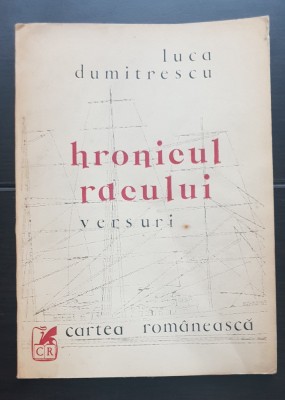 luca
dumitrescu
hronicul
racului
versuri
cartea românească
CR